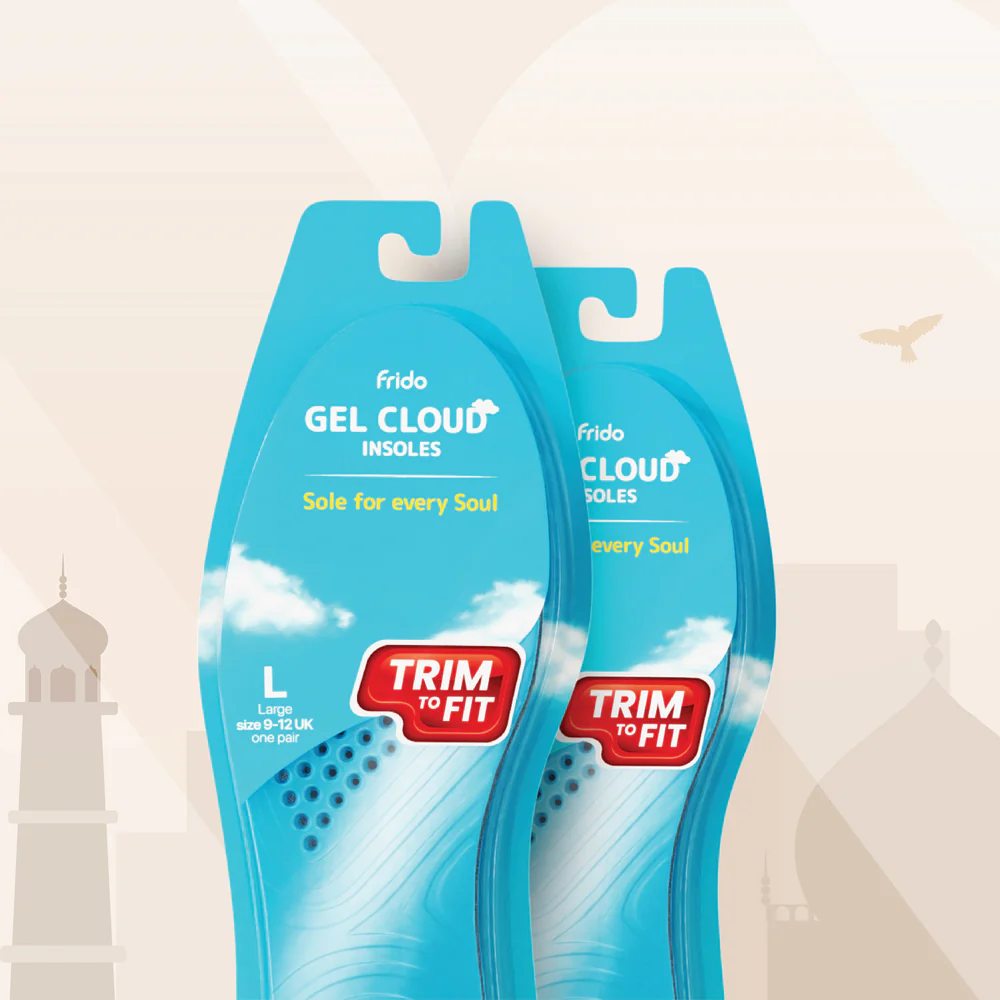 Frido
GEL CLOUD
INSOLES
Sole for every Soul
L
Large
size 9-12 UK
one pair
TRIM
TO FIT
Frido
CLOUD
SOLES
every Soul
TRIM
TO FIT